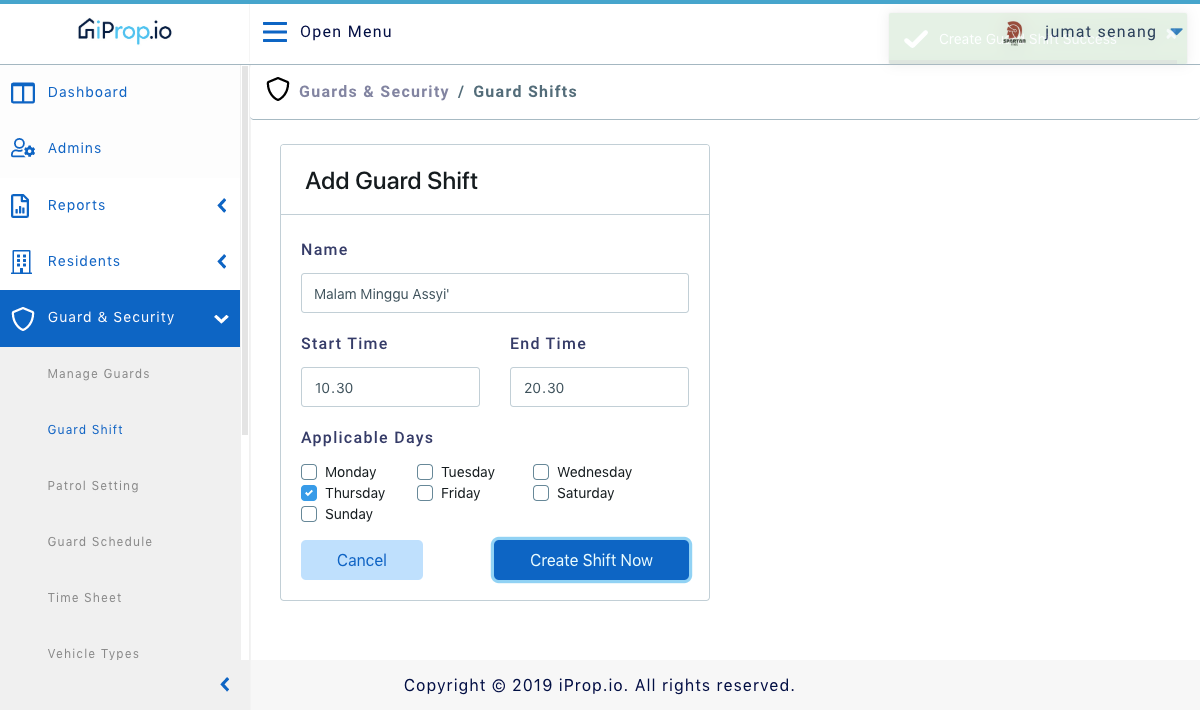 iProp.io
Open Menu
Create Guard Shift Success
jumat senang
Dashboard
Admins
Reports
Residents
Guard & Security
Manage Guards
Guard Shift
Patrol Setting
Guard Schedule
Time Sheet
Vehicle Types
Guards & Security / Guard Shifts
Add Guard Shift
Name
Malam Minggu Assyi'
Start Time End Time
10.30 20.30
Applicable Days
Monday Tuesday Wednesday
Thursday Friday Saturday
Sunday
Cancel Create Shift Now
Copyright © 2019 iProp.io. All rights reserved.